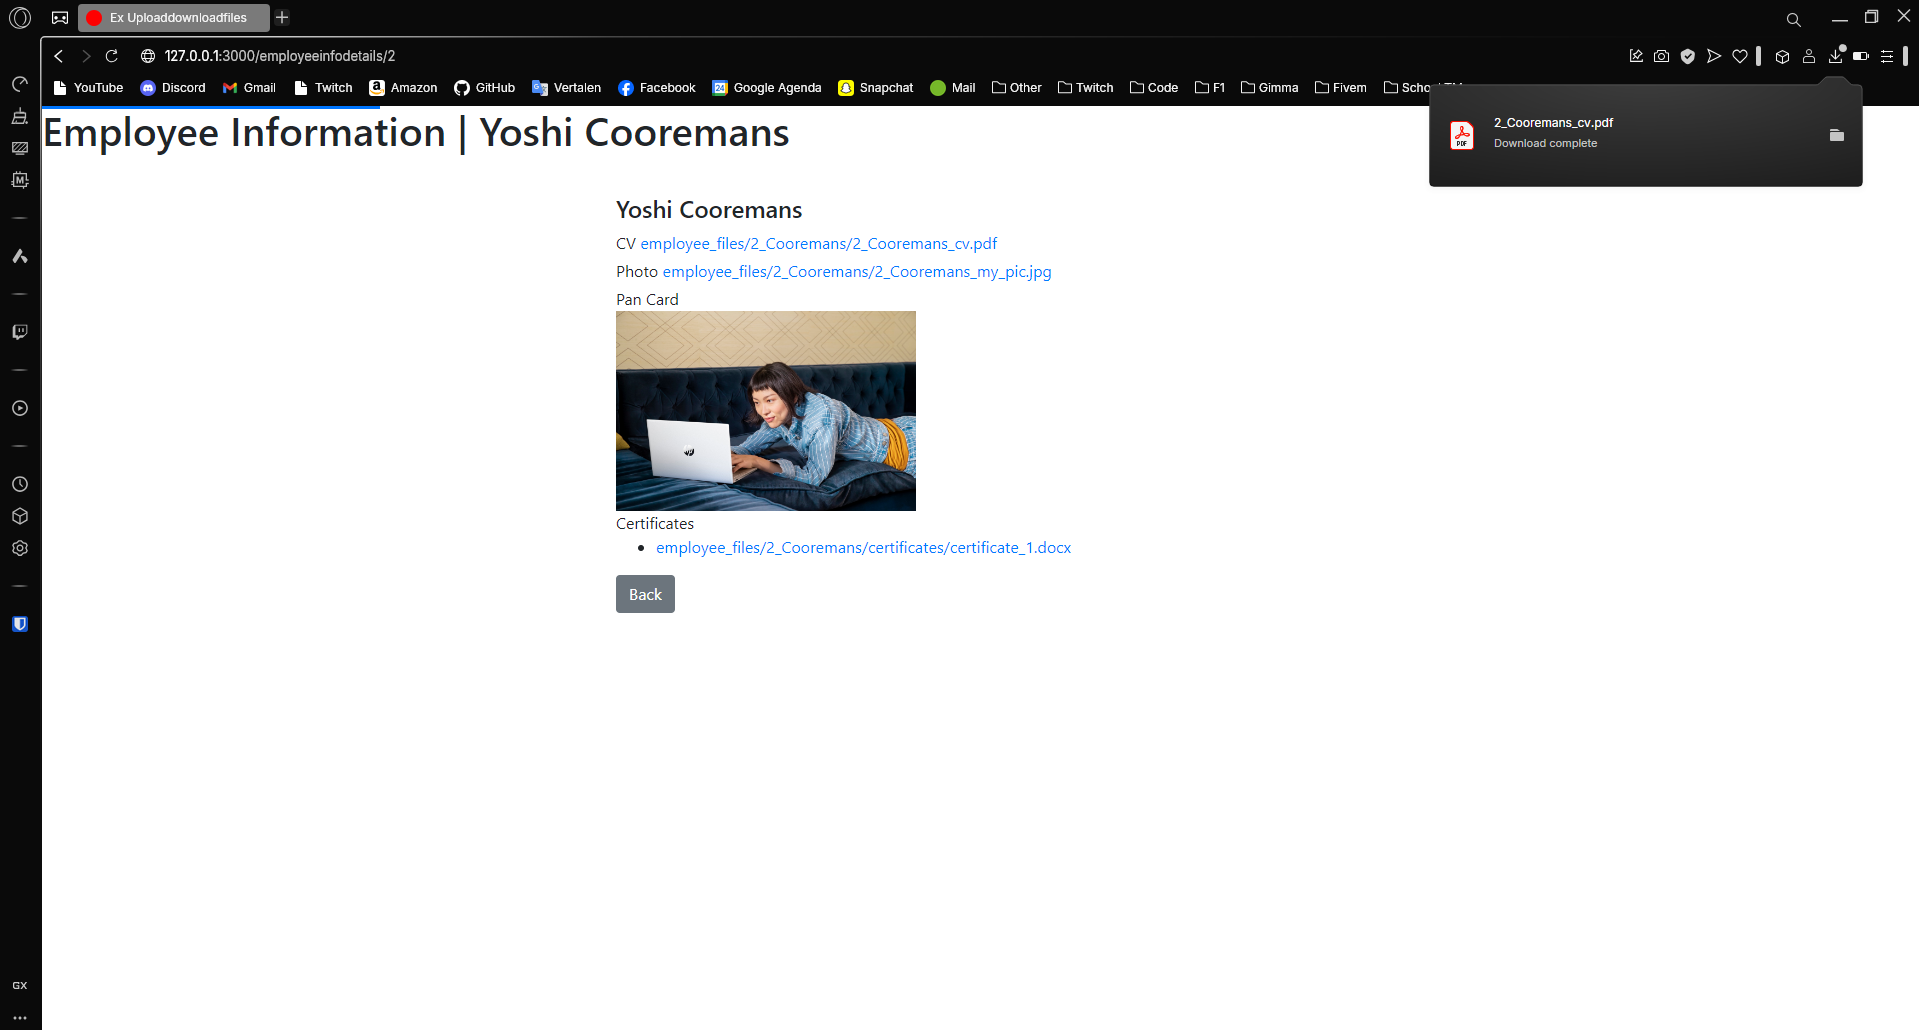 Ex Uploaddownloadfiles
127.0.0.1:3000/employeeinfodetails/2
YouTube Discord Gmail Twitch Amazon GitHub Vertalen Facebook 24 Google Agenda Snapchat Mail Other Twitch Code F1 Gimma Fivem
Employee Information | Yoshi Cooremans
PDF
2_Cooremans_cv.pdf
Download complete
M
Yoshi Cooremans
CV employee_files/2_Cooremans/2_Cooremans_cv.pdf
Photo employee_files/2_Cooremans/2_Cooremans_my_pic.jpg
Pan Card
Certificates
employee_files/2_Cooremans/certificates/certificate_1.docx
Back
GX